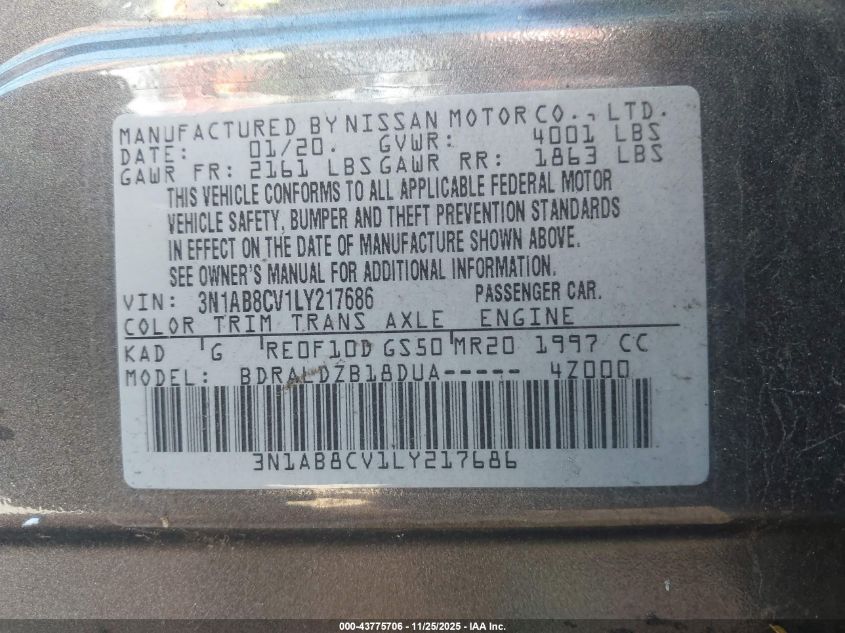 MANUFACTURED BY NISSAN MOTOR CO., LTD.
DATE: 01/20. GVWR: 4001 LBS
GAWR FR: 2161 LBS GAWR RR: 1863 LBS
THIS VEHICLE CONFORMS TO ALL APPLICABLE FEDERAL MOTOR
VEHICLE SAFETY, BUMPER AND THEFT PREVENTION STANDARDS
IN EFFECT ON THE DATE OF MANUFACTURE SHOWN ABOVE.
SEE OWNER'S MANUAL FOR ADDITIONAL INFORMATION.
VIN: 3N1AB8CV1LY217686 PASSENGER CAR.
COLOR TRIM TRANS AXLE ENGINE
KAD G RE0F10D GS50 MR20 1997 CC
MODEL: BDRALDZB18DUA----- 4Z000
3N1AB8CV1LY217686
000-43775706 - 11/25/2025 - IAA Inc.